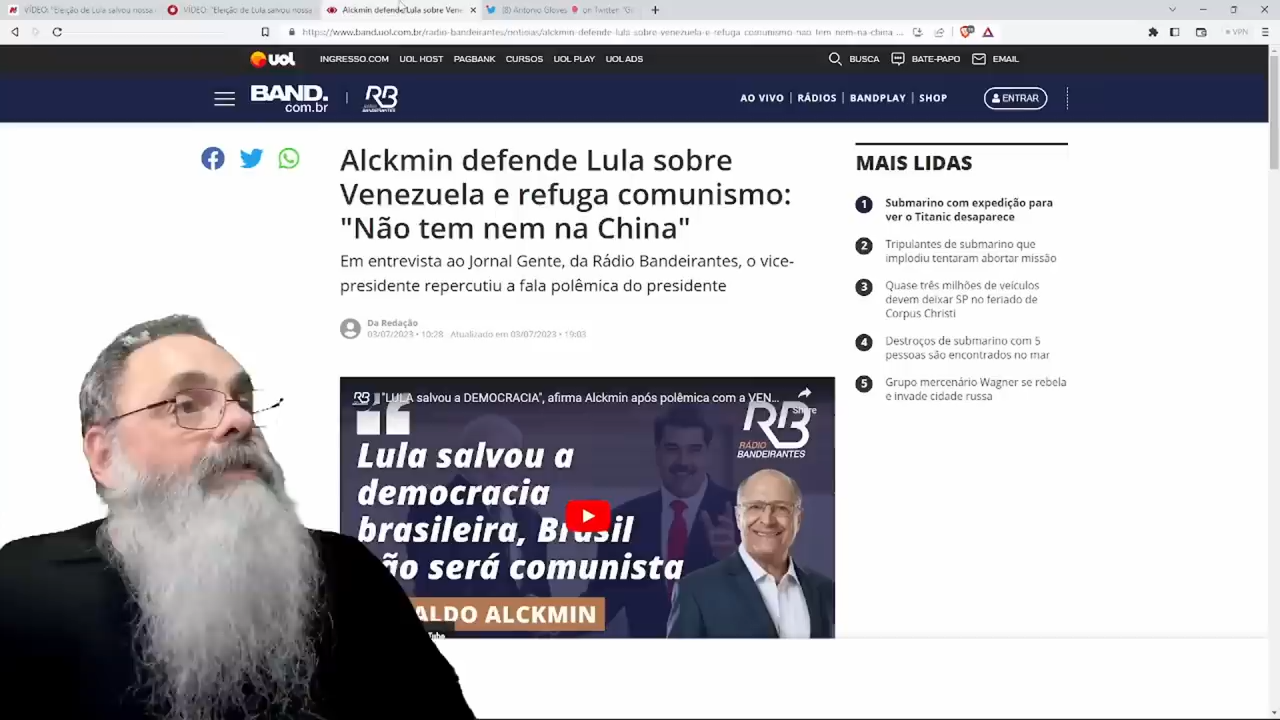 VÍDEO: "Eleição de Lula salvou nossa
VÍDEO: "Eleição de Lula salvou nossa
Alckmin defende Lula sobre Vene
(8) Antonio Gloves on Twitter: "G
https://www.band.uol.com.br/radio-bandeirantes/noticias/alckmin-defende-lula-sobre-venezuela-e-refuga-comunismo-nao-tem-nem-na-china ...
VPN
UOL
INGRESSO.COM
UOL HOST
PAGBANK
CURSOS
UOL PLAY
UOL ADS
BUSCA
BATE-PAPO
EMAIL
BAND.
com.br
RB
AO VIVO | RÁDIOS | BANDPLAY | SHOP
ENTRAR
Alckmin defende Lula sobre
Venezuela e refuga comunismo:
"Não tem nem na China"
Em entrevista ao Jornal Gente, da Rádio Bandeirantes, o vice-
presidente repercutiu a fala polêmica do presidente
Da Redação
03/07/2023 • 10:28 Atualizado em 03/07/2023 • 19:03
"LULA salvou a DEMOCRACIA", afirma Alckmin após polêmica com a VEN...
Share
RB
RÁDIO
BANDEIRANTES
Lula salvou a
democracia
brasileira, Brasil
não será comunista
ALDO ALCKMIN
MAIS LIDAS
1 Submarino com expedição para
ver o Titanic desaparece
2 Tripulantes de submarino que
implodiu tentaram abortar missão
3 Quase três milhões de veículos
devem deixar SP no feriado de
Corpus Christi
4 Destroços de submarino com 5
pessoas são encontrados no mar
5 Grupo mercenário Wagner se rebela
e invade cidade russa